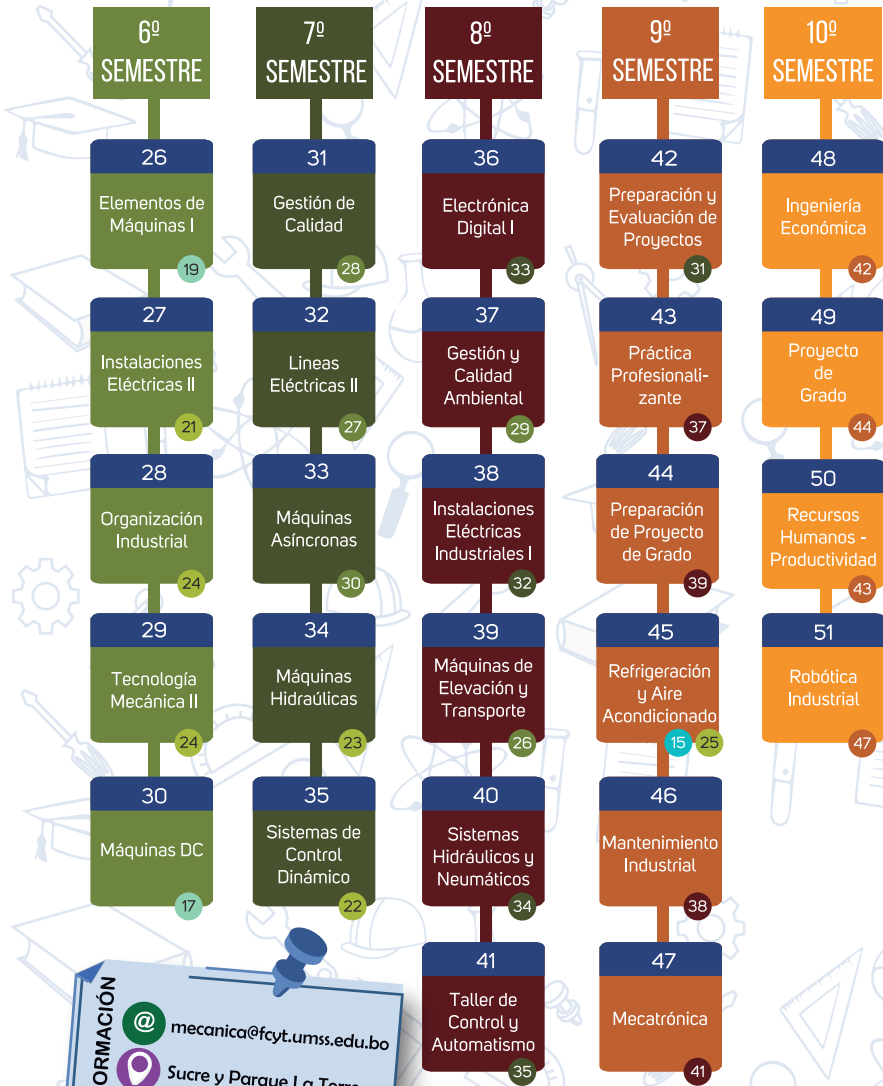 6º
SEMESTRE
26
Elementos de
Máquinas I
19
27
Instalaciones
Eléctricas II
21
28
Organización
Industrial
24
29
Tecnología
Mecánica II
24
30
Máquinas DC
17
7º
SEMESTRE
31
Gestión de
Calidad
28
32
Lineas
Eléctricas II
27
33
Máquinas
Asíncronas
30
34
Máquinas
Hidraúlicas
23
35
Sistemas de
Control
Dinámico
22
8º
SEMESTRE
36
Electrónica
Digital I
33
37
Gestión y
Calidad
Ambiental
29
38
Instalaciones
Eléctricas
Industriales I
32
39
Máquinas de
Elevación y
Transporte
26
40
Sistemas
Hidráulicos y
Neumáticos
34
41
Taller de
Control y
Automatismo
35
9º
SEMESTRE
42
Preparación y
Evaluación de
Proyectos
31
43
Práctica
Profesionali-
zante
37
44
Preparación
de Proyecto
de Grado
39
45
Refrigeración
y Aire
Acondicionado
15 25
46
Mantenimiento
Industrial
38
47
Mecatrónica
41
10º
SEMESTRE
48
Ingeniería
Económica
42
49
Proyecto
de
Grado
44
50
Recursos
Humanos -
Productividad
43
51
Robótica
Industrial
47
ORMACIÓN
@ mecanica@fcyt.umss.edu.bo
Sucre y Parque La Torre